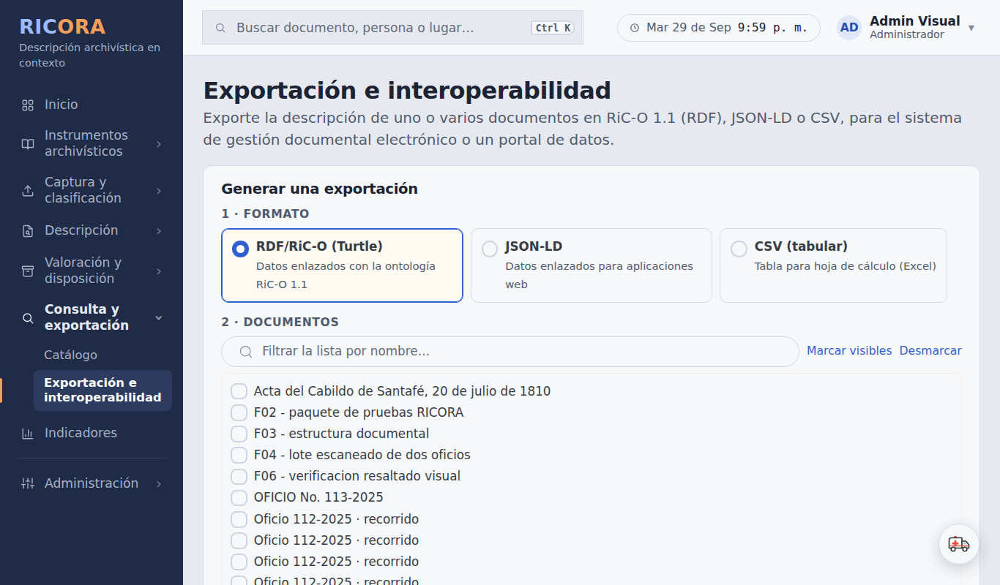 RICORA
Descripción archivística en
contexto
Inicio
Instrumentos
archivísticos
Captura y
clasificación
Descripción
Valoración y
disposición
Consulta y
exportación
Catálogo
Exportación e
interoperabilidad
Indicadores
Administración
Buscar documento, persona o lugar…
Ctrl K
Mar 29 de Sep 9:59 p. m.
AD
Admin Visual
Administrador
Exportación e interoperabilidad
Exporte la descripción de uno o varios documentos en RiC-O 1.1 (RDF), JSON-LD o CSV, para el sistema
de gestión documental electrónico o un portal de datos.
Generar una exportación
1 · FORMATO
RDF/RiC-O (Turtle)
Datos enlazados con la ontología
RiC-O 1.1
JSON-LD
Datos enlazados para aplicaciones
web
CSV (tabular)
Tabla para hoja de cálculo (Excel)
2 · DOCUMENTOS
Filtrar la lista por nombre…
Marcar visibles Desmarcar
Acta del Cabildo de Santafé, 20 de julio de 1810
F02 - paquete de pruebas RICORA
F03 - estructura documental
F04 - lote escaneado de dos oficios
F06 - verificacion resaltado visual
OFICIO No. 113-2025
Oficio 112-2025 · recorrido
Oficio 112-2025 · recorrido
Oficio 112-2025 · recorrido
Oficio 112-2025 · recorrido